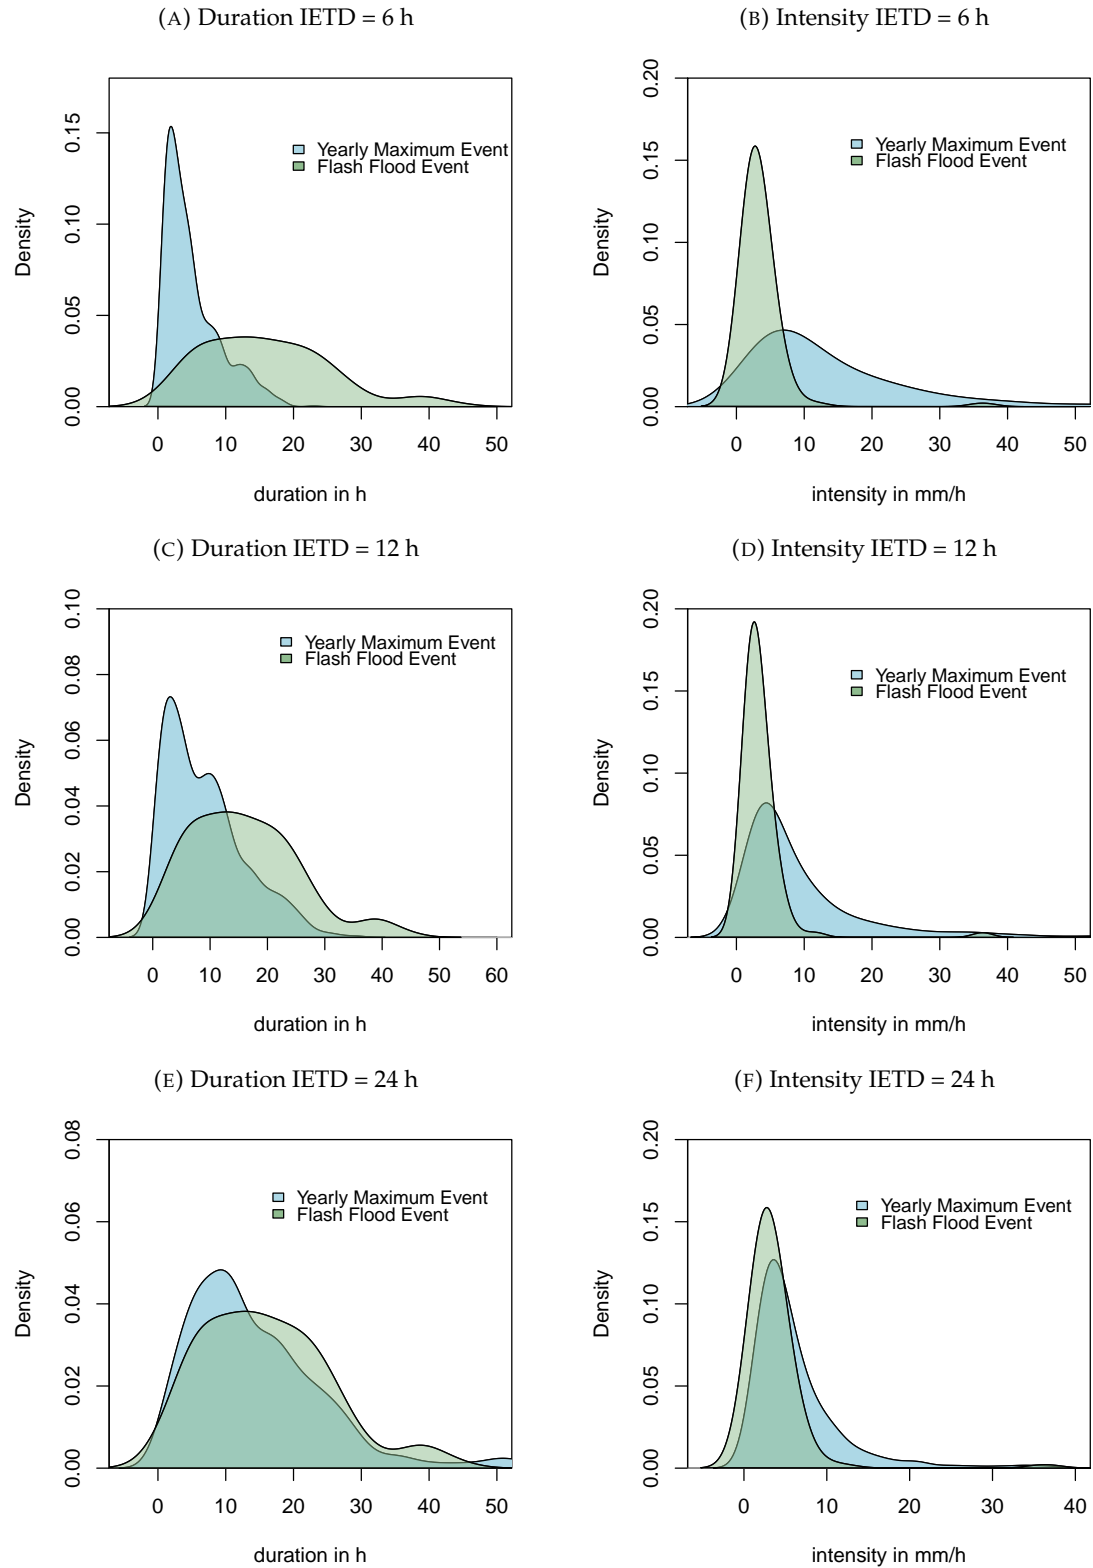 (A) Duration IETD = 6 h
0.15
0.10
0.05
0.00
Density
Yearly Maximum Event
Flash Flood Event
0 10 20 30 40 50
duration in h
(B) Intensity IETD = 6 h
0.20
0.15
0.10
0.05
0.00
Density
Yearly Maximum Event
Flash Flood Event
0 10 20 30 40 50
intensity in mm/h
(C) Duration IETD = 12 h
0.10
0.08
0.06
0.04
0.02
0.00
Density
Yearly Maximum Event
Flash Flood Event
0 10 20 30 40 50 60
duration in h
(D) Intensity IETD = 12 h
0.20
0.15
0.10
0.05
0.00
Density
Yearly Maximum Event
Flash Flood Event
0 10 20 30 40 50
intensity in mm/h
(E) Duration IETD = 24 h
0.08
0.06
0.04
0.02
0.00
Density
Yearly Maximum Event
Flash Flood Event
0 10 20 30 40 50
duration in h
(F) Intensity IETD = 24 h
0.20
0.15
0.10
0.05
0.00
Density
Yearly Maximum Event
Flash Flood Event
0 10 20 30 40
intensity in mm/h